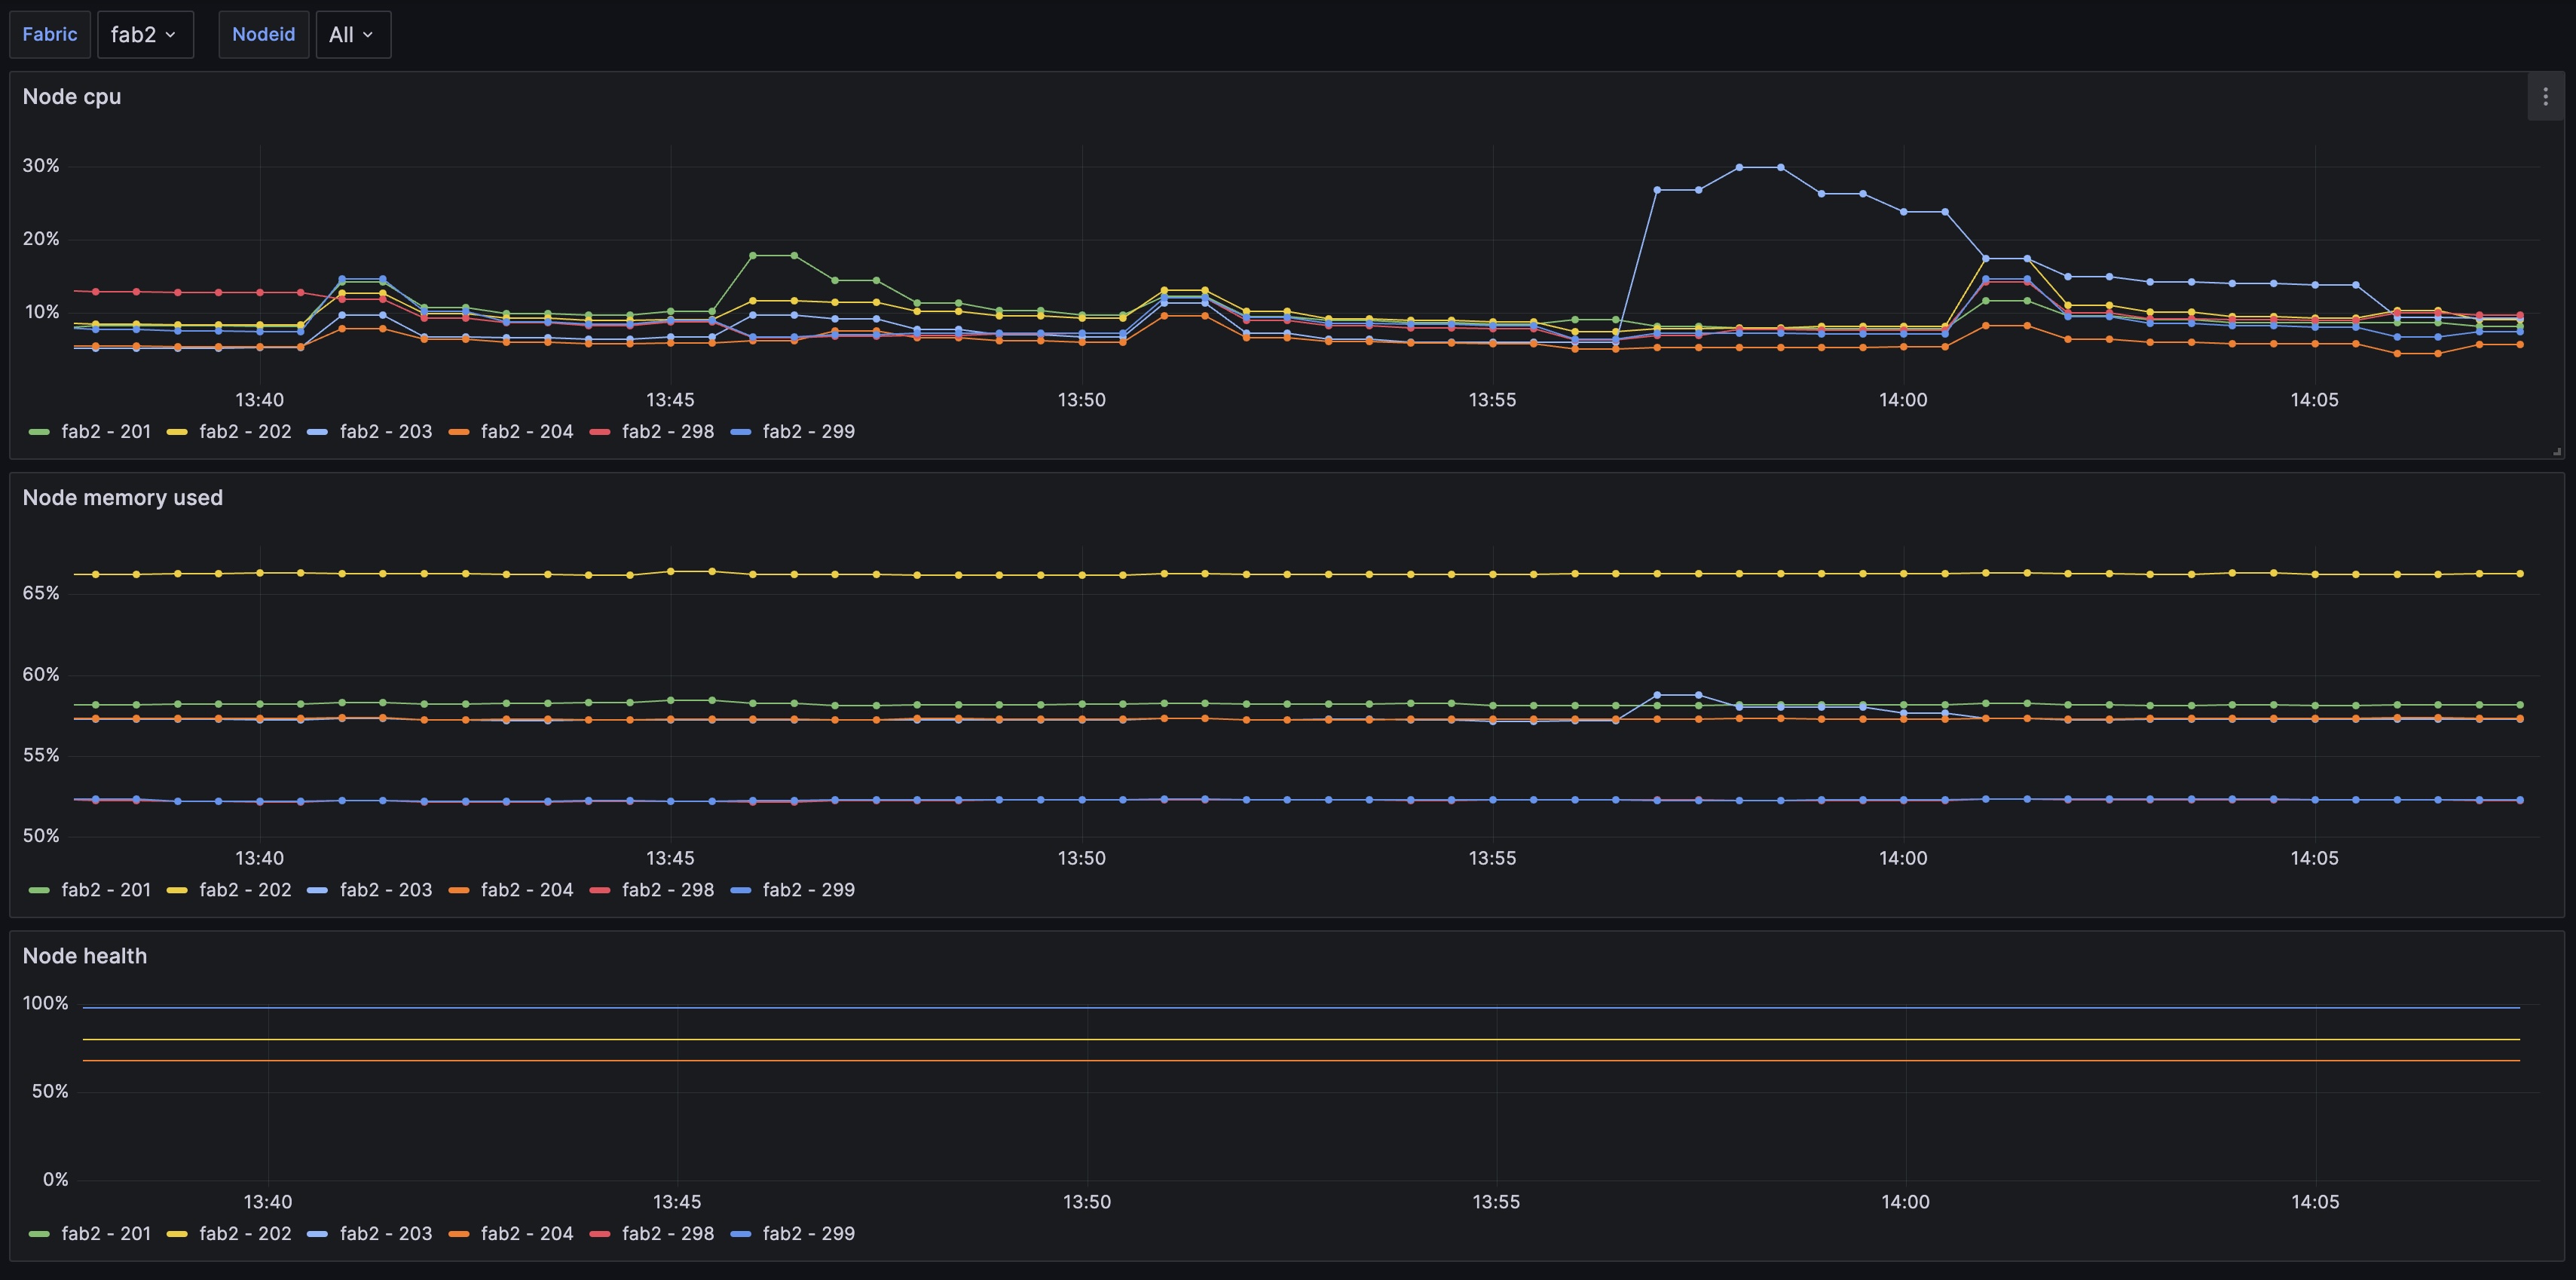 Fabric fab2 Nodeid All
Node cpu
30%
20%
10%
13:40 13:45 13:50 13:55 14:00 14:05
fab2 - 201 fab2 - 202 fab2 - 203 fab2 - 204 fab2 - 298 fab2 - 299
Node memory used
65%
60%
55%
50%
13:40 13:45 13:50 13:55 14:00 14:05
fab2 - 201 fab2 - 202 fab2 - 203 fab2 - 204 fab2 - 298 fab2 - 299
Node health
100%
50%
0%
13:40 13:45 13:50 13:55 14:00 14:05
fab2 - 201 fab2 - 202 fab2 - 203 fab2 - 204 fab2 - 298 fab2 - 299